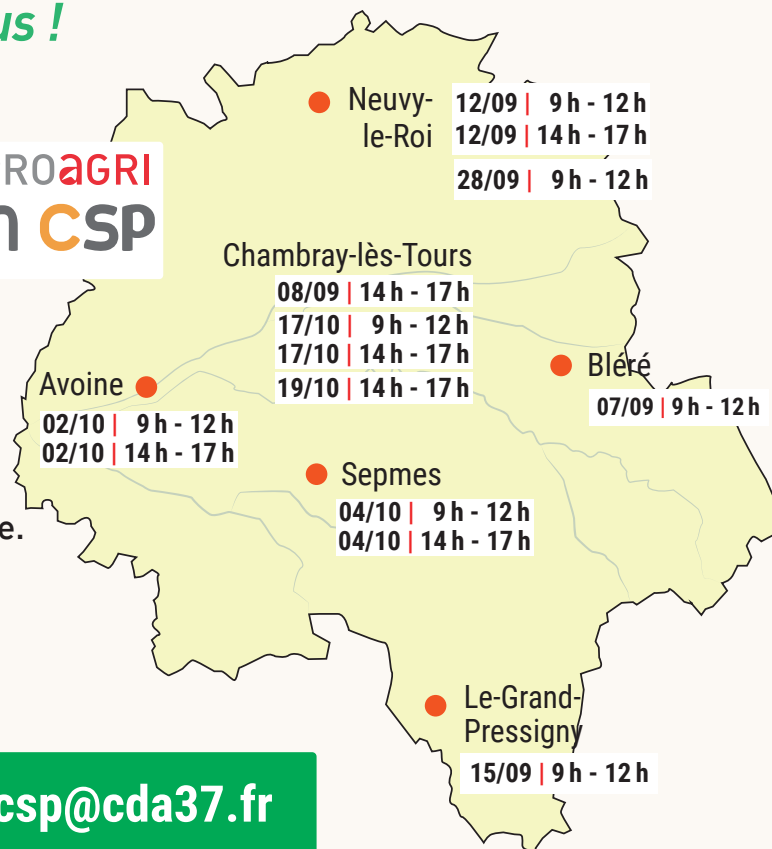 us !
Neuvy-
le-Roi
12/09 | 9 h - 12 h
12/09 | 14 h - 17 h
28/09 | 9 h - 12 h
ROAGRI
n CSP
Chambray-lès-Tours
08/09 | 14 h - 17 h
17/10 | 9 h - 12 h
17/10 | 14 h - 17 h
19/10 | 14 h - 17 h
Bléré
07/09 | 9 h - 12 h
Avoine
02/10 | 9 h - 12 h
02/10 | 14 h - 17 h
Sepmes
04/10 | 9 h - 12 h
04/10 | 14 h - 17 h
e.
Le-Grand-
Pressigny
15/09 | 9 h - 12 h
csp@cda37.fr